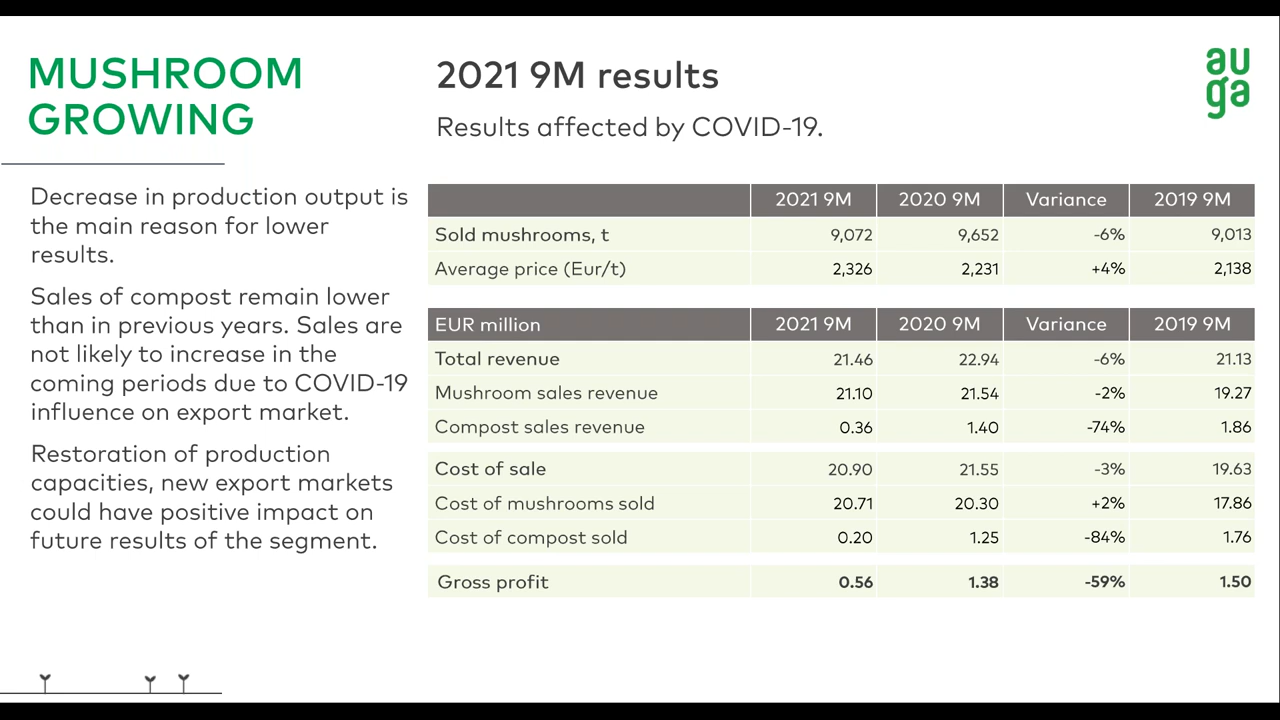 MUSHROOM
GROWING
2021 9M results
Results affected by COVID-19.
au
ga
Decrease in production output is
the main reason for lower
results.
Sales of compost remain lower
than in previous years. Sales are
not likely to increase in the
coming periods due to COVID-19
influence on export market.
Restoration of production
capacities, new export markets
could have positive impact on
future results of the segment.
2021 9M 2020 9M Variance 2019 9M
Sold mushrooms, t 9,072 9,652 -6% 9,013
Average price (Eur/t) 2,326 2,231 +4% 2,138
EUR million 2021 9M 2020 9M Variance 2019 9M
Total revenue 21.46 22.94 -6% 21.13
Mushroom sales revenue 21.10 21.54 -2% 19.27
Compost sales revenue 0.36 1.40 -74% 1.86
Cost of sale 20.90 21.55 -3% 19.63
Cost of mushrooms sold 20.71 20.30 +2% 17.86
Cost of compost sold 0.20 1.25 -84% 1.76
Gross profit 0.56 1.38 -59% 1.50